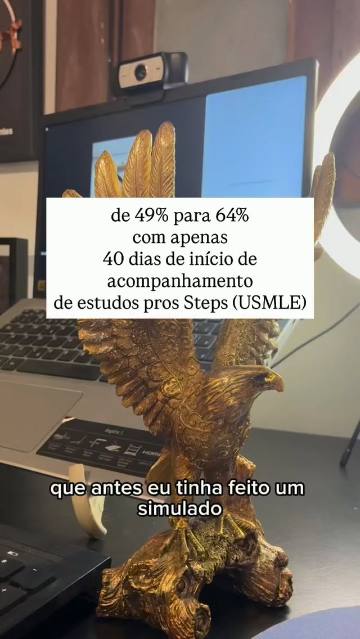 de 49% para 64%
com apenas
40 dias de início de
acompanhamento
de estudos pros Steps (USMLE)
que antes eu tinha feito um
simulado